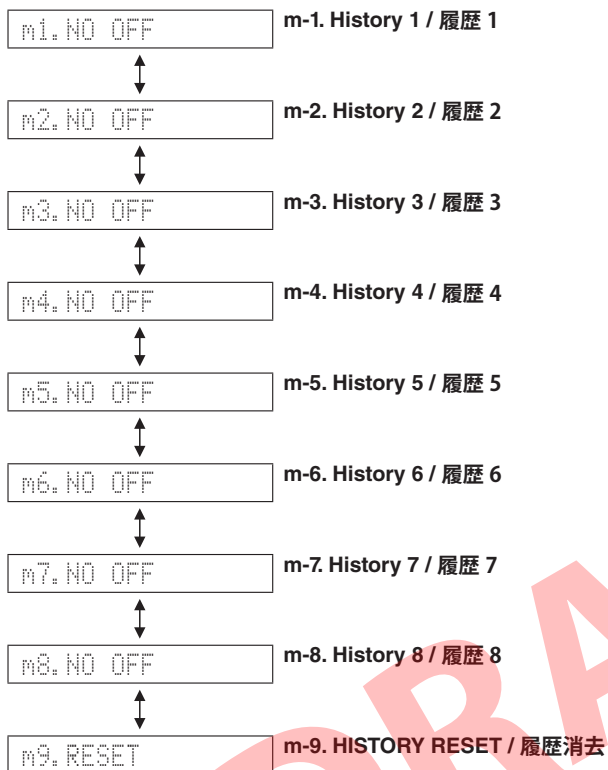 m1.NO OFF m-1. History 1 / 履歴 1
m2.NO OFF m-2. History 2 / 履歴 2
m3.NO OFF m-3. History 3 / 履歴 3
m4.NO OFF m-4. History 4 / 履歴 4
m5.NO OFF m-5. History 5 / 履歴 5
m6.NO OFF m-6. History 6 / 履歴 6
m7.NO OFF m-7. History 7 / 履歴 7
m8.NO OFF m-8. History 8 / 履歴 8
m9.RESET m-9. HISTORY RESET / 履歴消去